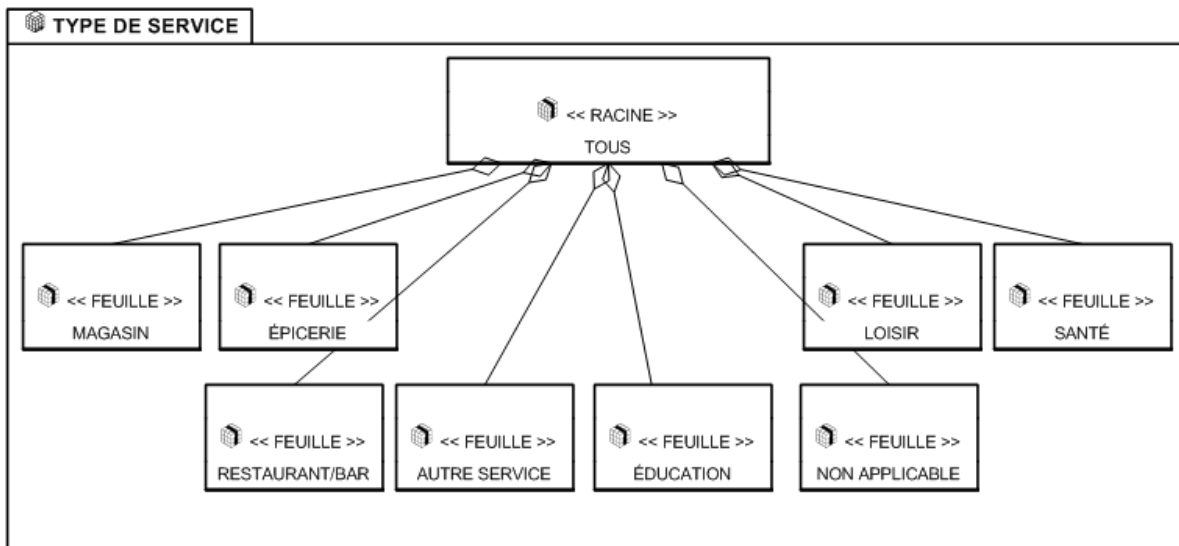 TYPE DE SERVICE
<< RACINE >>
TOUS
<< FEUILLE >>
MAGASIN
<< FEUILLE >>
ÉPICERIE
<< FEUILLE >>
LOISIR
<< FEUILLE >>
SANTÉ
<< FEUILLE >>
RESTAURANT/BAR
<< FEUILLE >>
AUTRE SERVICE
<< FEUILLE >>
ÉDUCATION
<< FEUILLE >>
NON APPLICABLE